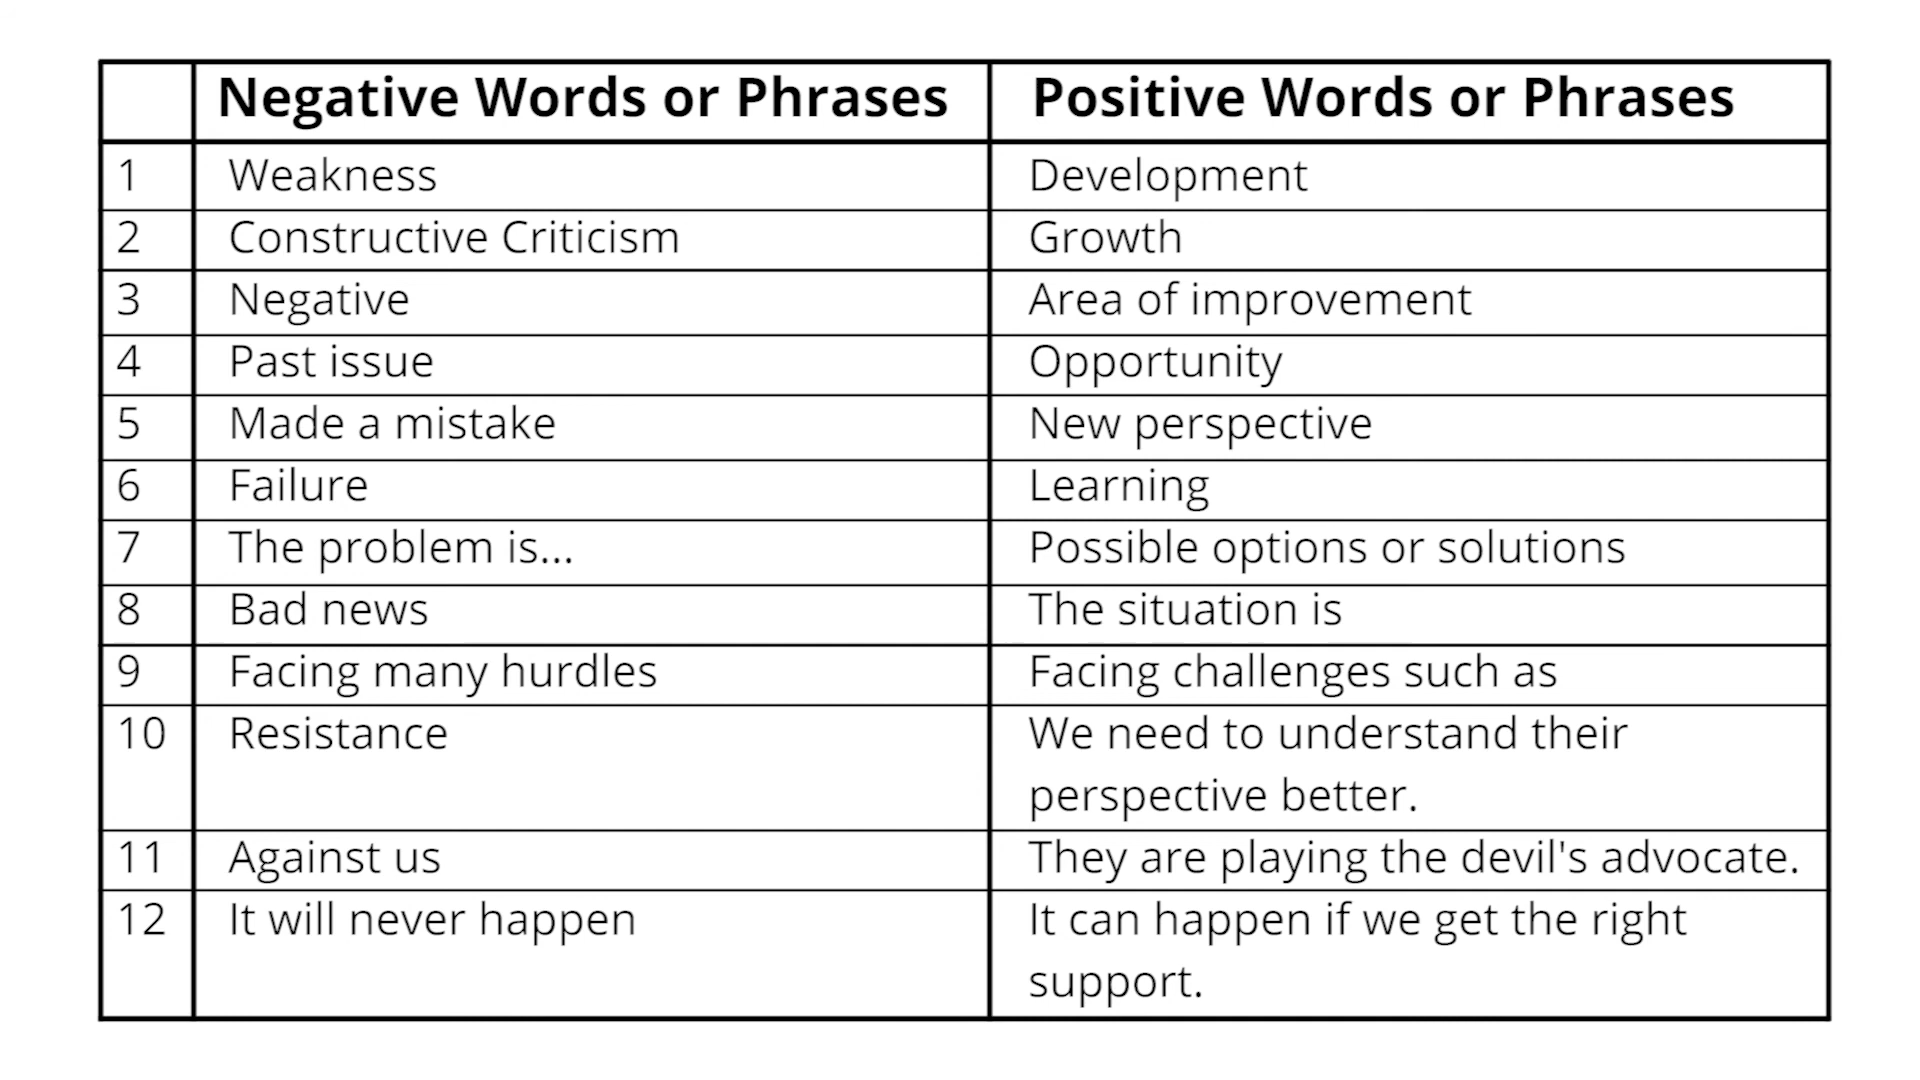 Negative Words or Phrases Positive Words or Phrases
1 Weakness Development
2 Constructive Criticism Growth
3 Negative Area of improvement
4 Past issue Opportunity
5 Made a mistake New perspective
6 Failure Learning
7 The problem is... Possible options or solutions
8 Bad news The situation is
9 Facing many hurdles Facing challenges such as
10 Resistance We need to understand their
perspective better.
11 Against us They are playing the devil's advocate.
12 It will never happen It can happen if we get the right
support.